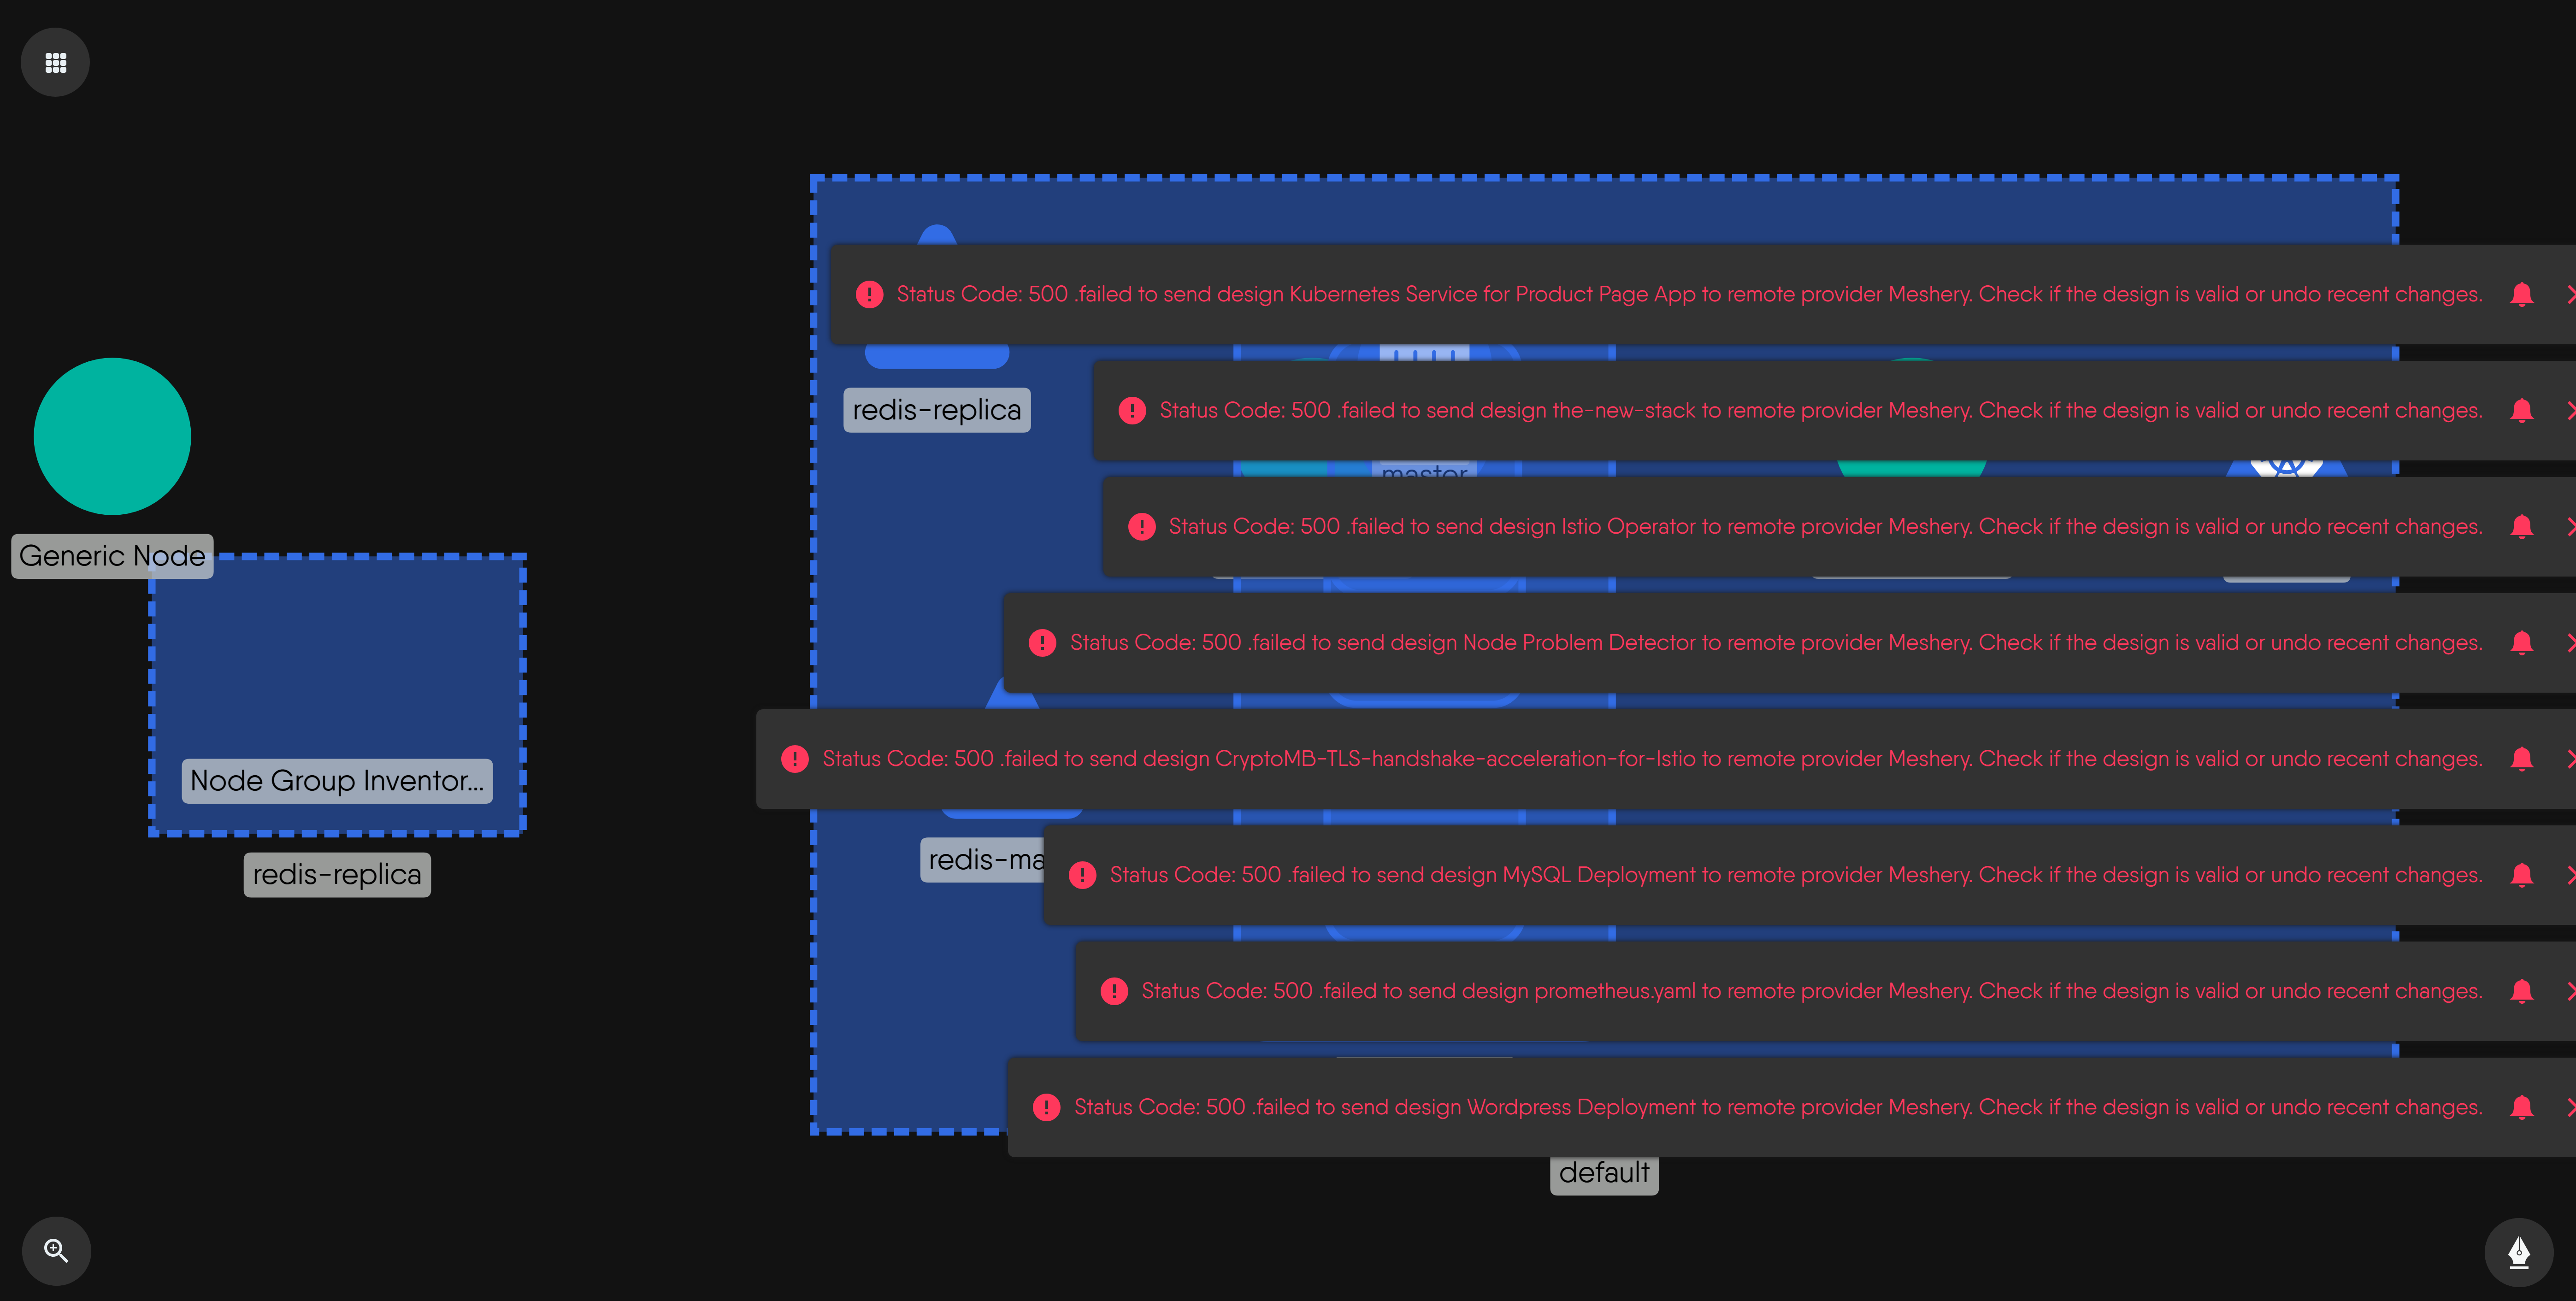 Status Code: 500 .failed to send design Kubernetes Service for Product Page App to remote provider Meshery. Check if the design is valid or undo recent changes.
redis-replica
Status Code: 500 .failed to send design the-new-stack to remote provider Meshery. Check if the design is valid or undo recent changes.
master
Status Code: 500 .failed to send design Istio Operator to remote provider Meshery. Check if the design is valid or undo recent changes.
Generic Node
Status Code: 500 .failed to send design Node Problem Detector to remote provider Meshery. Check if the design is valid or undo recent changes.
Status Code: 500 .failed to send design CryptoMB-TLS-handshake-acceleration-for-Istio to remote provider Meshery. Check if the design is valid or undo recent changes.
Node Group Inventor...
redis-ma
Status Code: 500 .failed to send design MySQL Deployment to remote provider Meshery. Check if the design is valid or undo recent changes.
redis-replica
Status Code: 500 .failed to send design prometheus.yaml to remote provider Meshery. Check if the design is valid or undo recent changes.
Status Code: 500 .failed to send design Wordpress Deployment to remote provider Meshery. Check if the design is valid or undo recent changes.
default